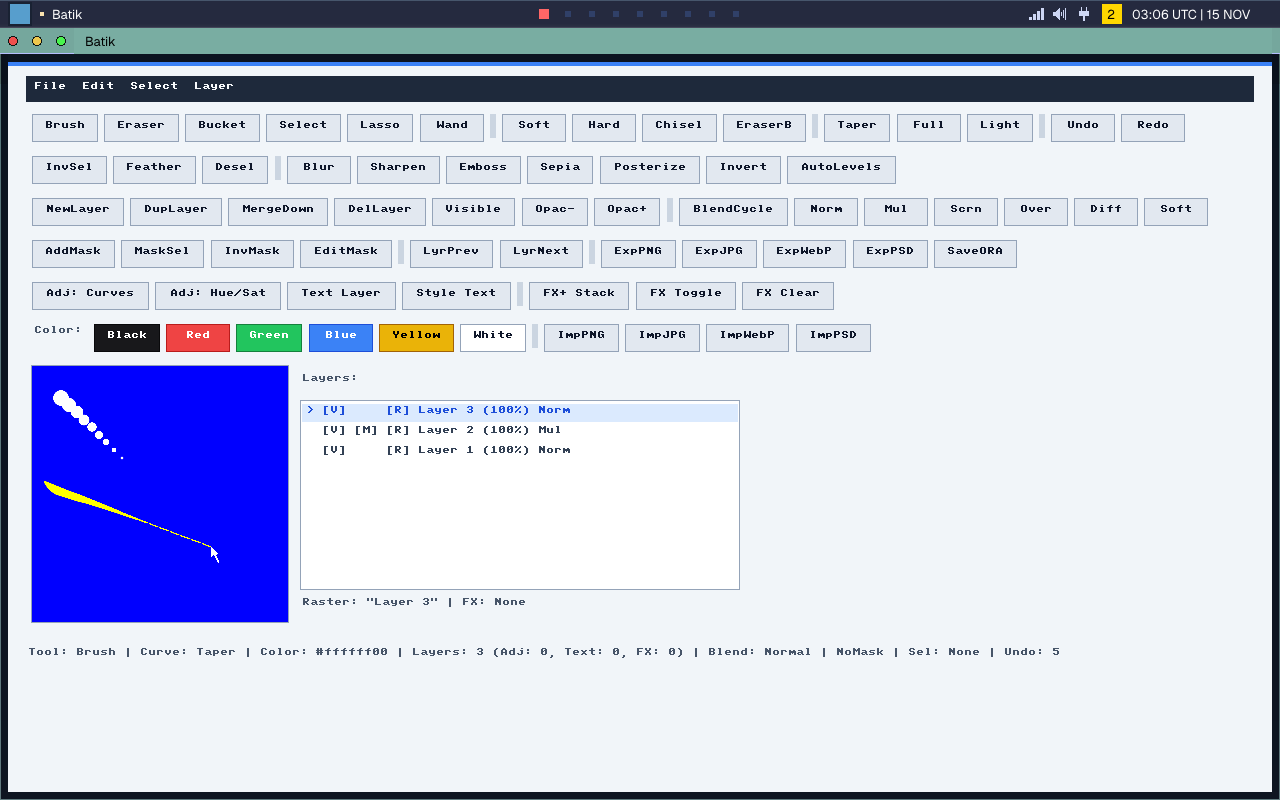 Batik
2
03:06 UTC | 15 NOV
Batik
File Edit Select Layer
Brush Eraser Bucket Select Lasso Wand Soft Hard Chisel EraserB Taper Full Light Undo Redo
InvSel Feather Desel Blur Sharpen Emboss Sepia Posterize Invert AutoLevels
NewLayer DupLayer MergeDown DelLayer Visible Opac- Opac+ BlendCycle Norm Mul Scrn Over Diff Soft
AddMask MaskSel InvMask EditMask LyrPrev LyrNext ExpPNG ExpJPG ExpWebP ExpPSD SaveORA
Adj: Curves Adj: Hue/Sat Text Layer Style Text FX+ Stack FX Toggle FX Clear
Color: Black Red Green Blue Yellow White ImpPNG ImpJPG ImpWebP ImpPSD
Layers:
> [V] [R] Layer 3 (100%) Norm
[V] [M] [R] Layer 2 (100%) Mul
[V] [R] Layer 1 (100%) Norm
Raster: "Layer 3" | FX: None
Tool: Brush | Curve: Taper | Color: #ffffff00 | Layers: 3 (Adj: 0, Text: 0, FX: 0) | Blend: Normal | NoMask | Sel: None | Undo: 5